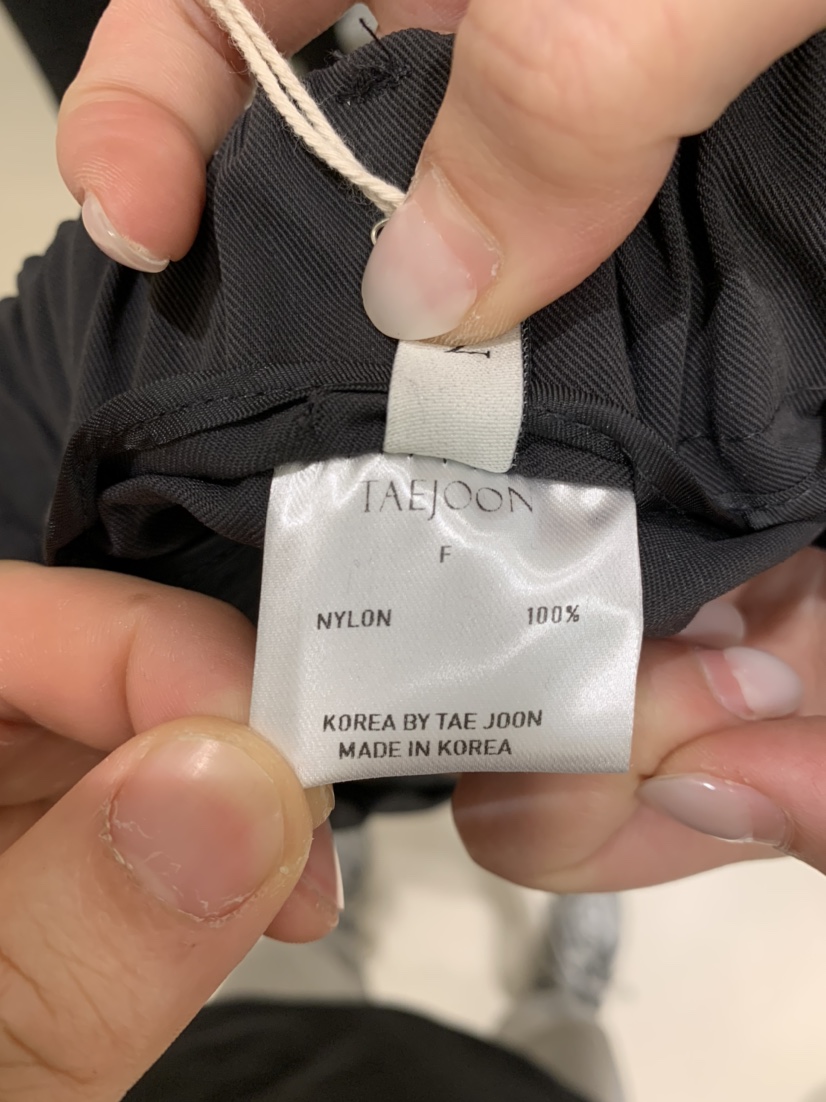 TAEJOON
F
NYLON 100%
KOREA BY TAE JOON
MADE IN KOREA